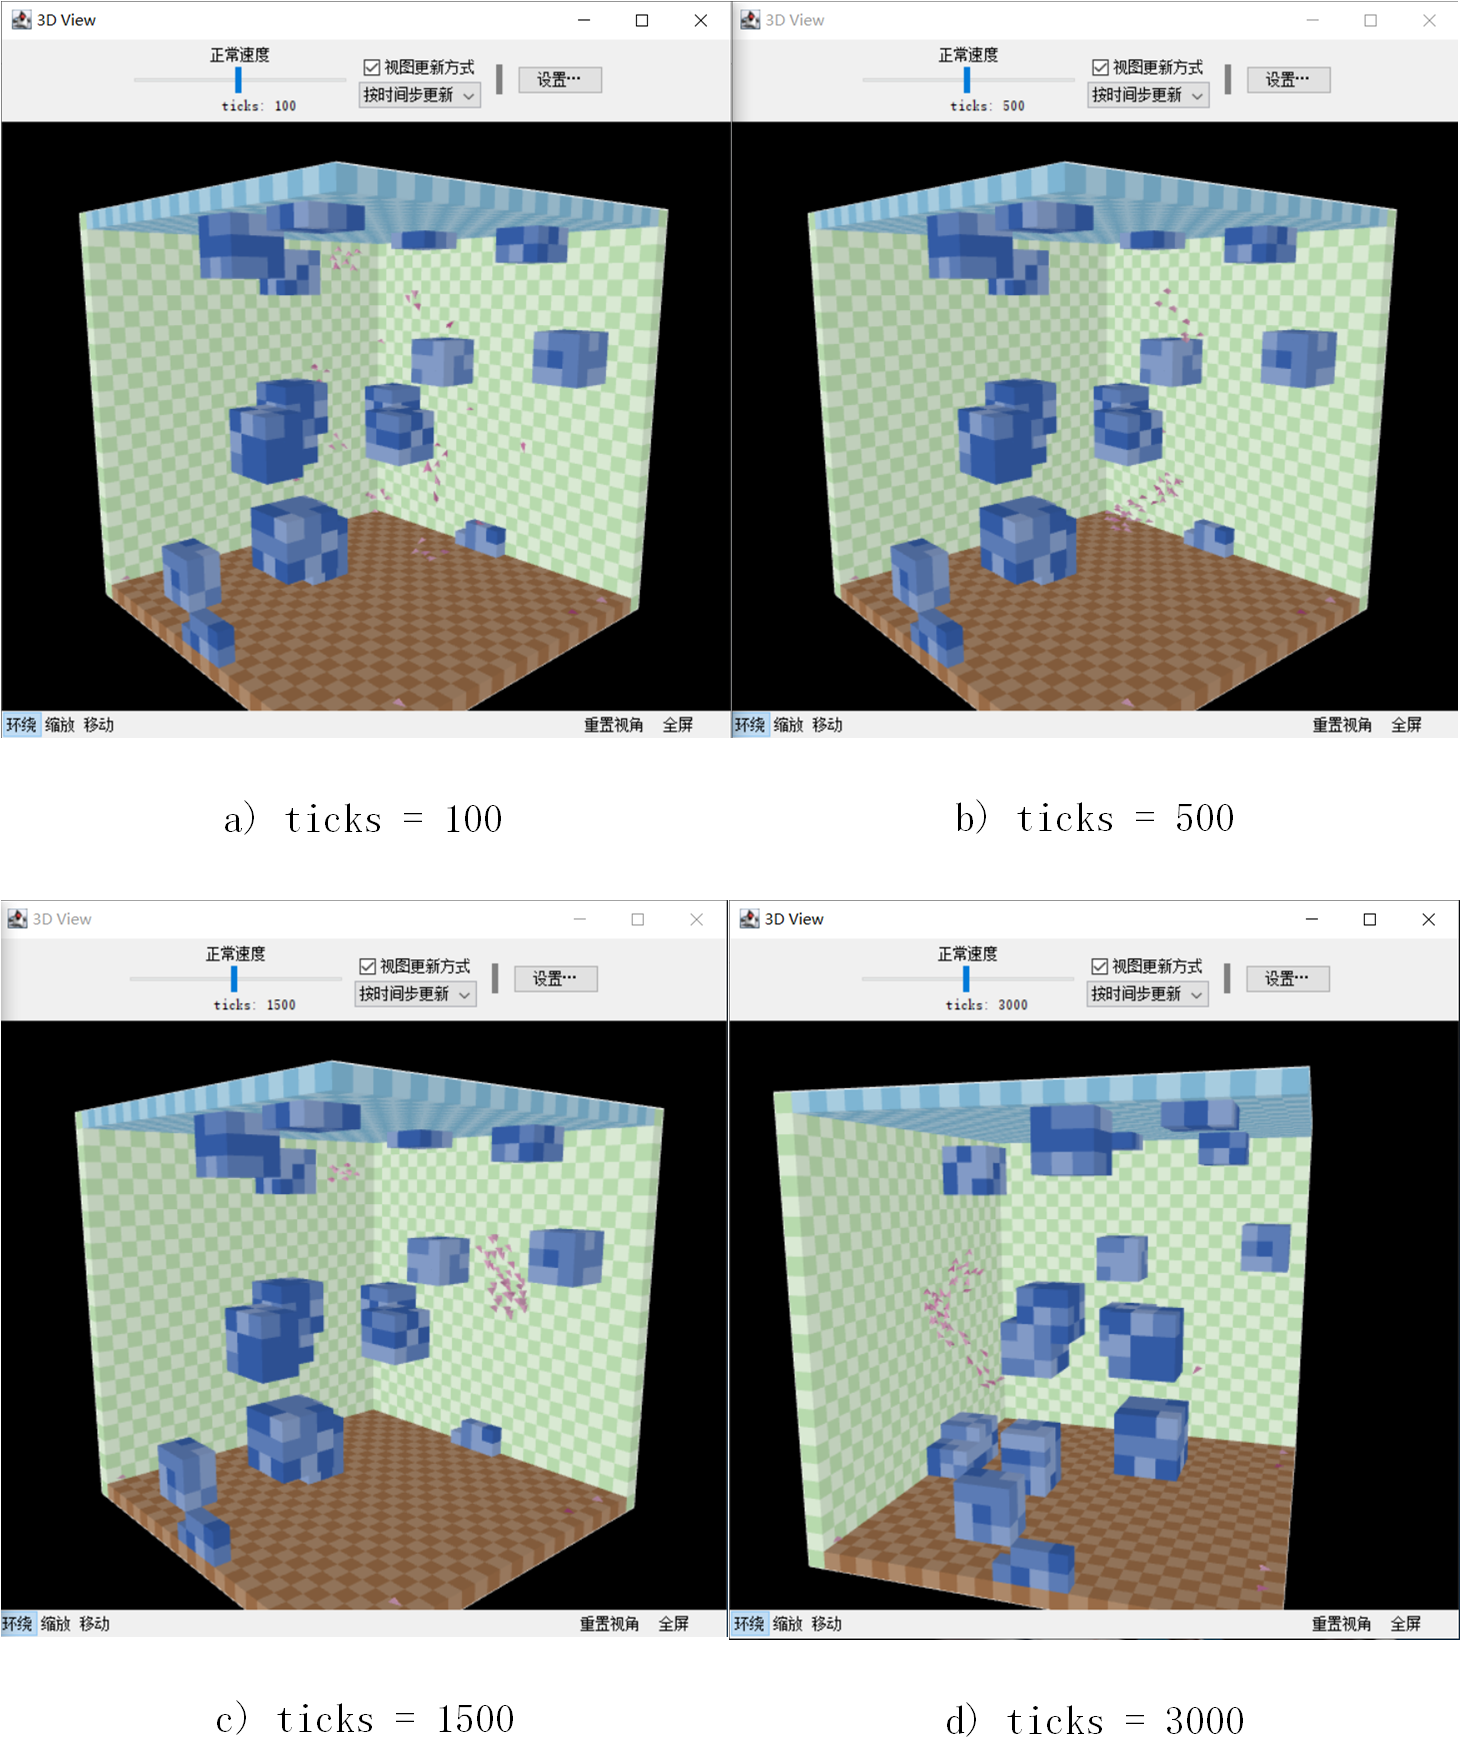 3D View
正常速度
视图更新方式
ticks: 100
按时间步更新
设置…
环绕 缩放 移动
重置视角 全屏
a) ticks = 100
3D View
正常速度
视图更新方式
ticks: 500
按时间步更新
设置…
环绕 缩放 移动
重置视角 全屏
b) ticks = 500
3D View
正常速度
视图更新方式
ticks: 1500
按时间步更新
设置…
环绕 缩放 移动
重置视角 全屏
c) ticks = 1500
3D View
正常速度
视图更新方式
ticks: 3000
按时间步更新
设置…
环绕 缩放 移动
重置视角 全屏
d) ticks = 3000